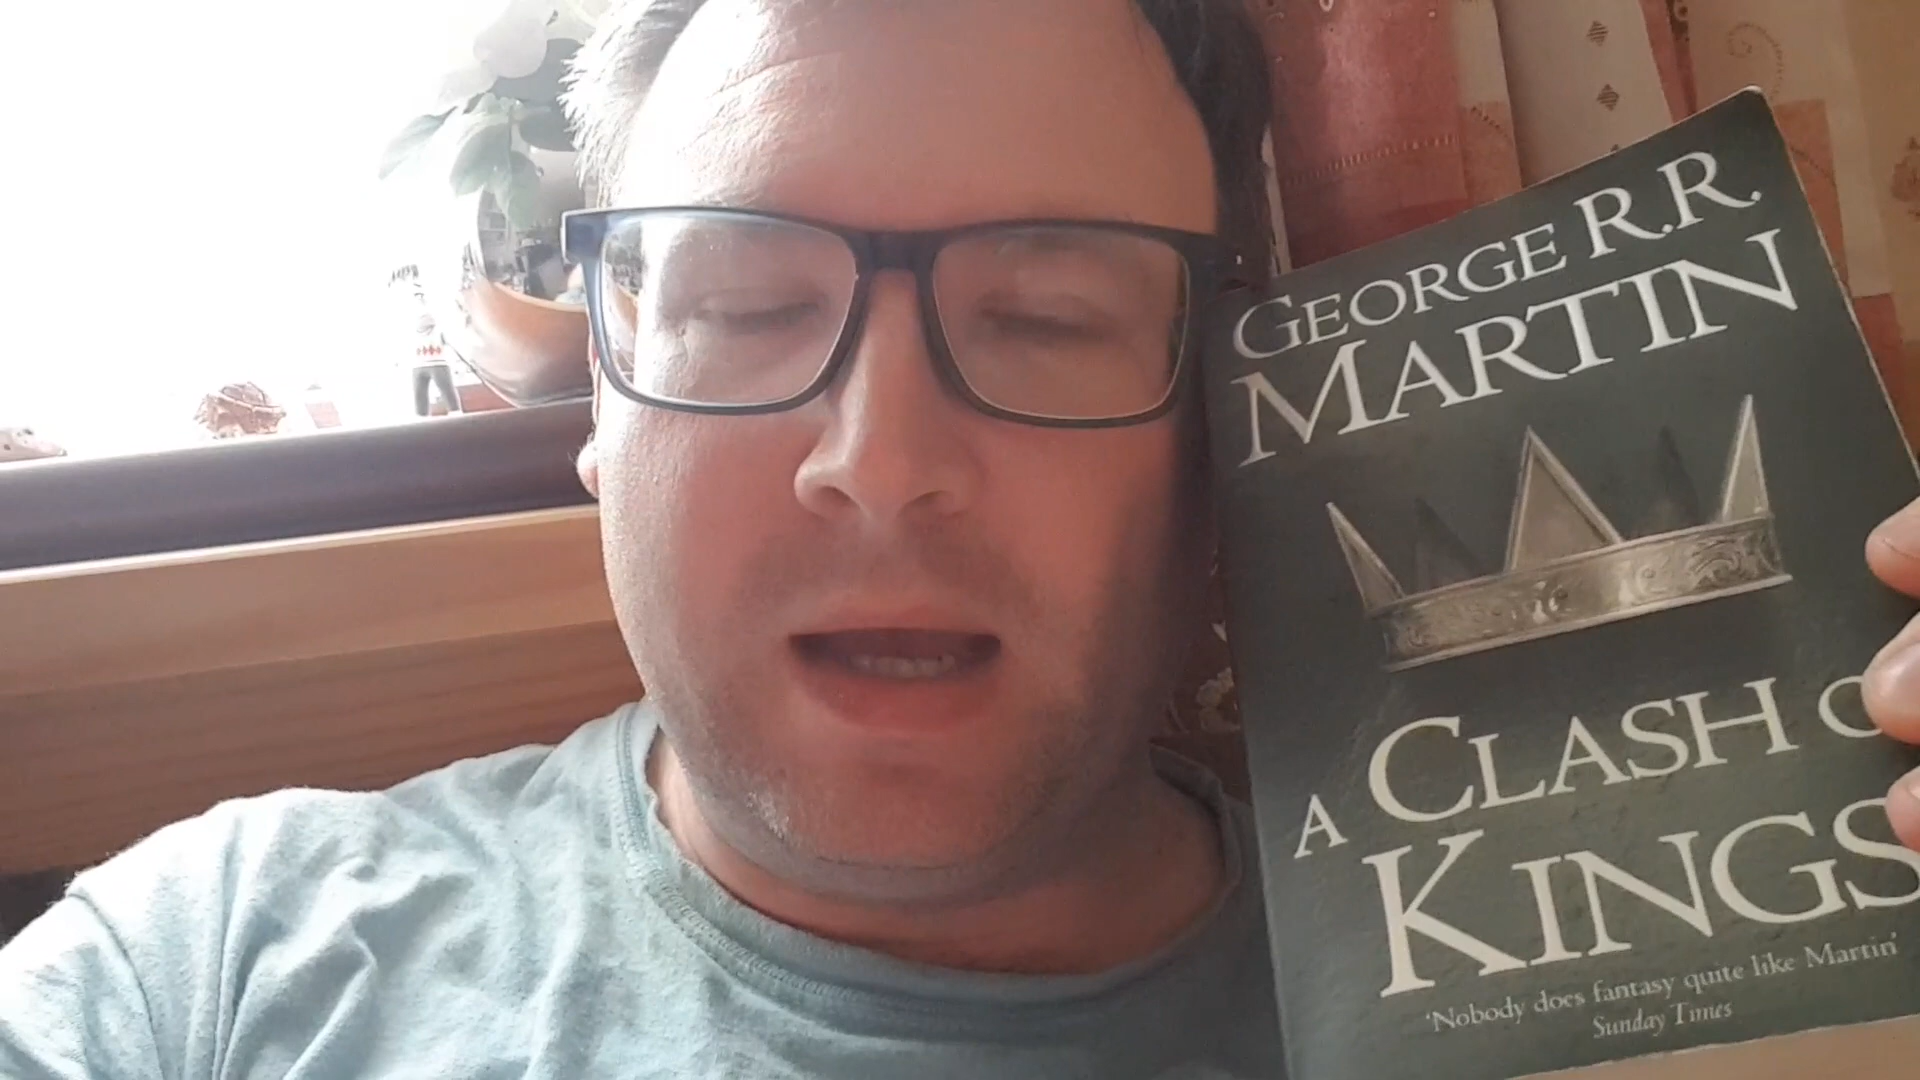 GEORGE R.R.
MARTIN
A CLASH O
KINGS
'Nobody does fantasy quite like Martin'
Sunday Times